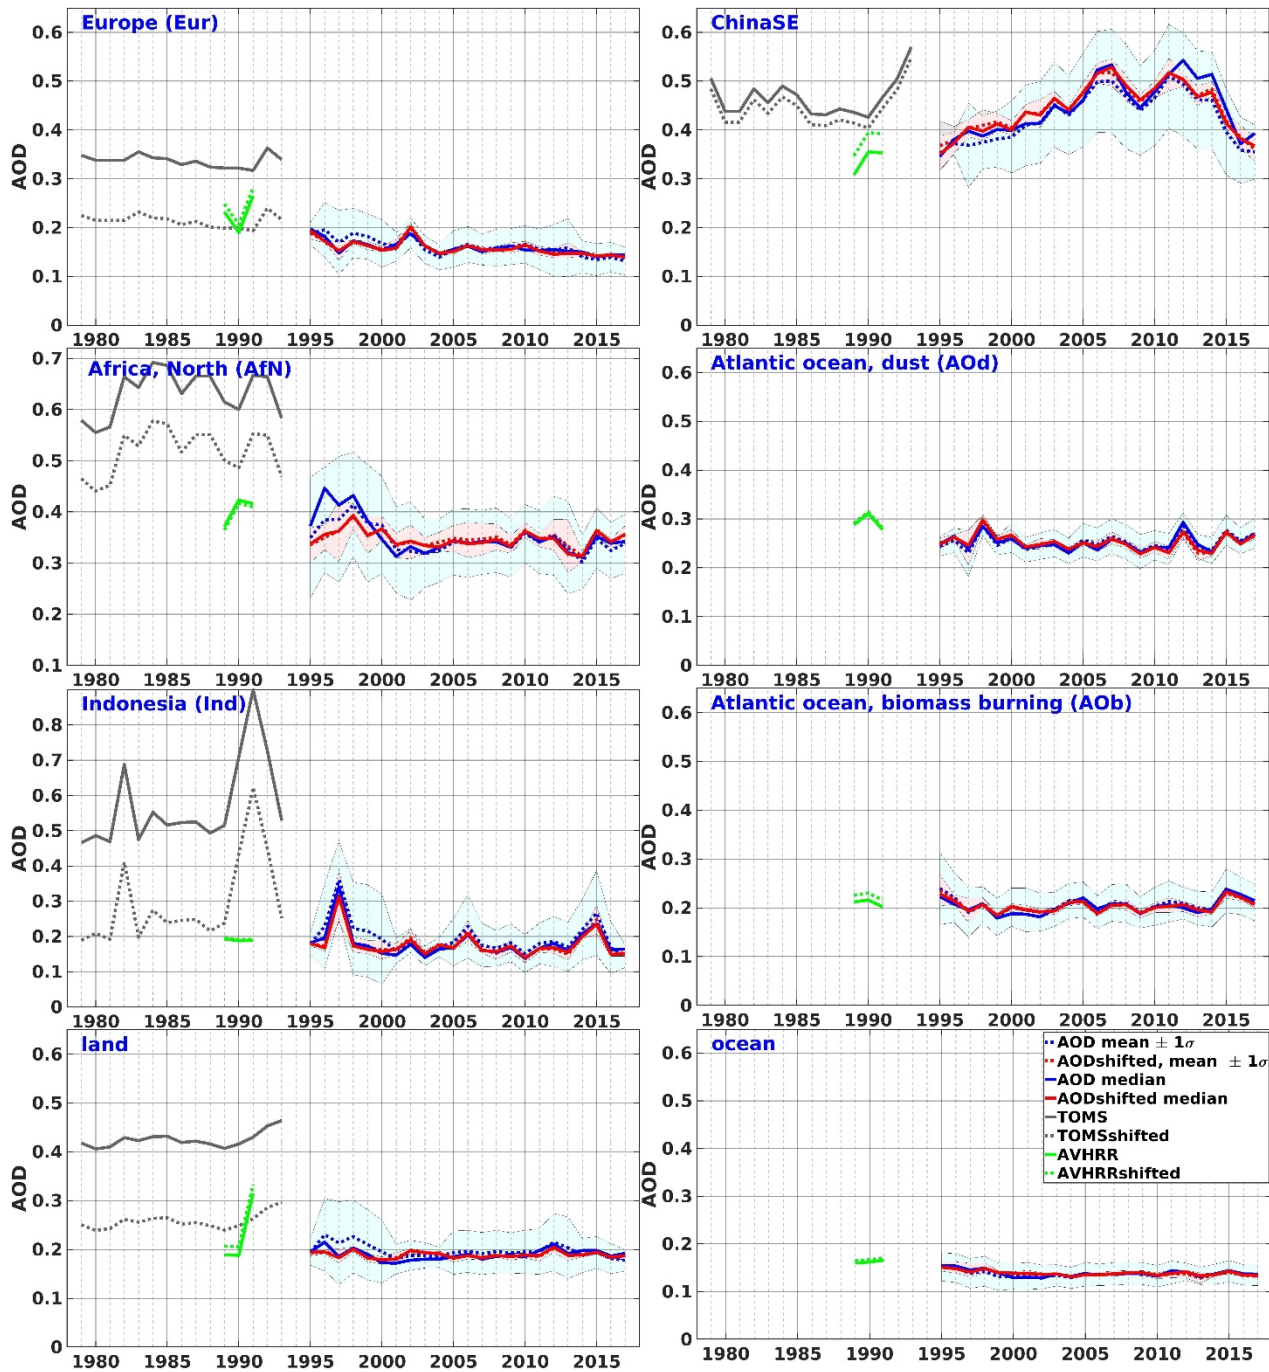 Europe (Eur)
0.6
0.5
0.4
0.3
0.2
0.1
0
AOD
1980 1985 1990 1995 2000 2005 2010 2015
ChinaSE
0.6
0.5
0.4
0.3
0.2
0.1
0
AOD
1980 1985 1990 1995 2000 2005 2010 2015
Africa, North (AfN)
0.7
0.6
0.5
0.4
0.3
0.2
0.1
AOD
1980 1985 1990 1995 2000 2005 2010 2015
Atlantic ocean, dust (AOd)
0.6
0.5
0.4
0.3
0.2
0.1
0
AOD
1980 1985 1990 1995 2000 2005 2010 2015
Indonesia (Ind)
0.8
0.7
0.6
0.5
0.4
0.3
0.2
0.1
0
AOD
1980 1985 1990 1995 2000 2005 2010 2015
Atlantic ocean, biomass burning (AOb)
0.6
0.5
0.4
0.3
0.2
0.1
0
AOD
1980 1985 1990 1995 2000 2005 2010 2015
land
0.6
0.5
0.4
0.3
0.2
0.1
0
AOD
1980 1985 1990 1995 2000 2005 2010 2015
ocean
0.6
0.5
0.4
0.3
0.2
0.1
0
AOD
1980 1985 1990 1995 2000 2005 2010 2015
AOD mean ± 1σ
AODshifted, mean ± 1σ
AOD median
AODshifted median
TOMS
TOMSshifted
AVHRR
AVHRRshifted